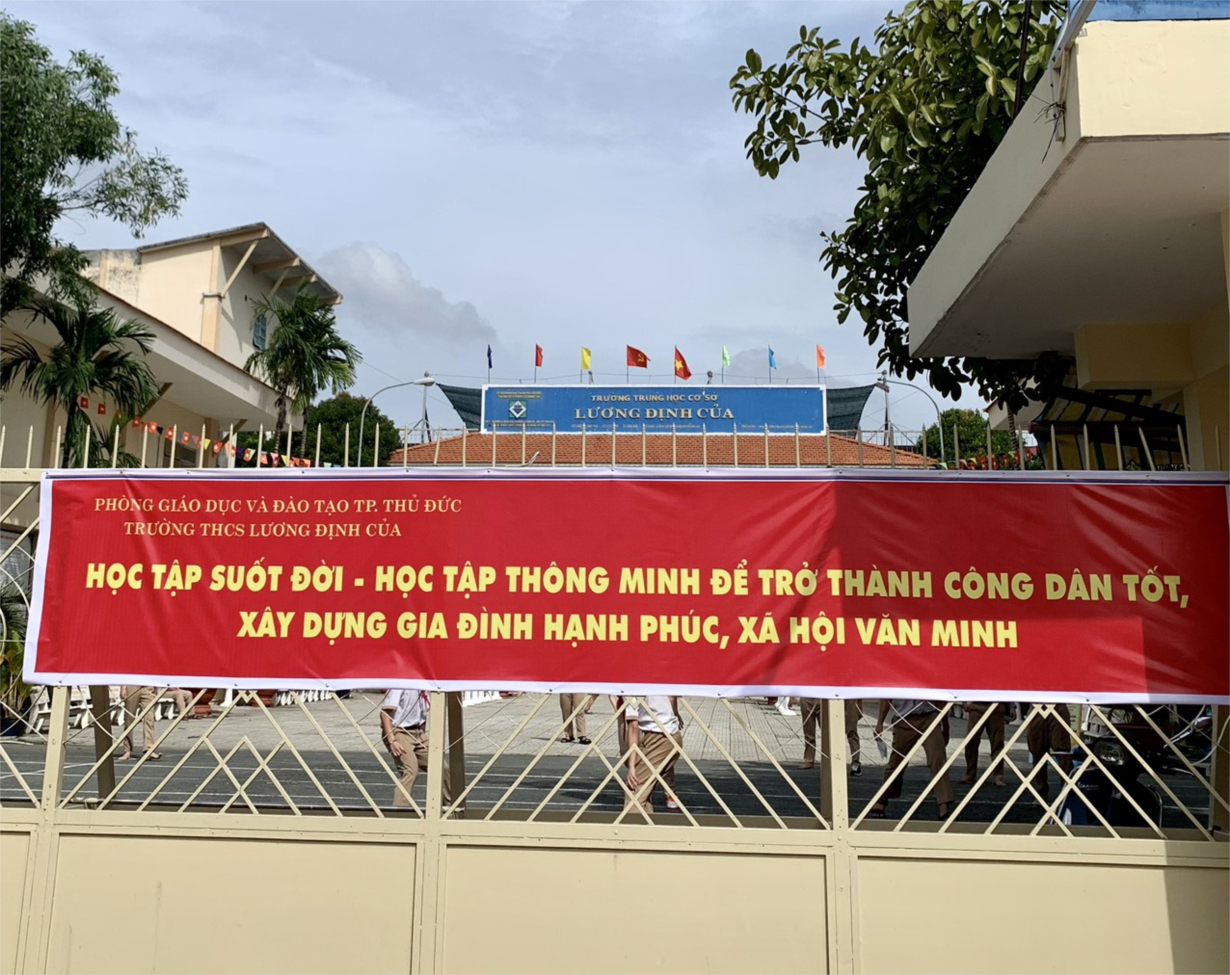 TRƯỜNG TRUNG HỌC CƠ SỞ
LƯƠNG ĐỊNH CỦA
PHÒNG GIÁO DỤC VÀ ĐÀO TẠO TP. THỦ ĐỨC
TRƯỜNG THCS LƯƠNG ĐỊNH CỦA
HỌC TẬP SUỐT ĐỜI - HỌC TẬP THÔNG MINH ĐỂ TRỞ THÀNH CÔNG DÂN TỐT,
XÂY DỰNG GIA ĐÌNH HẠNH PHÚC, XÃ HỘI VĂN MINH